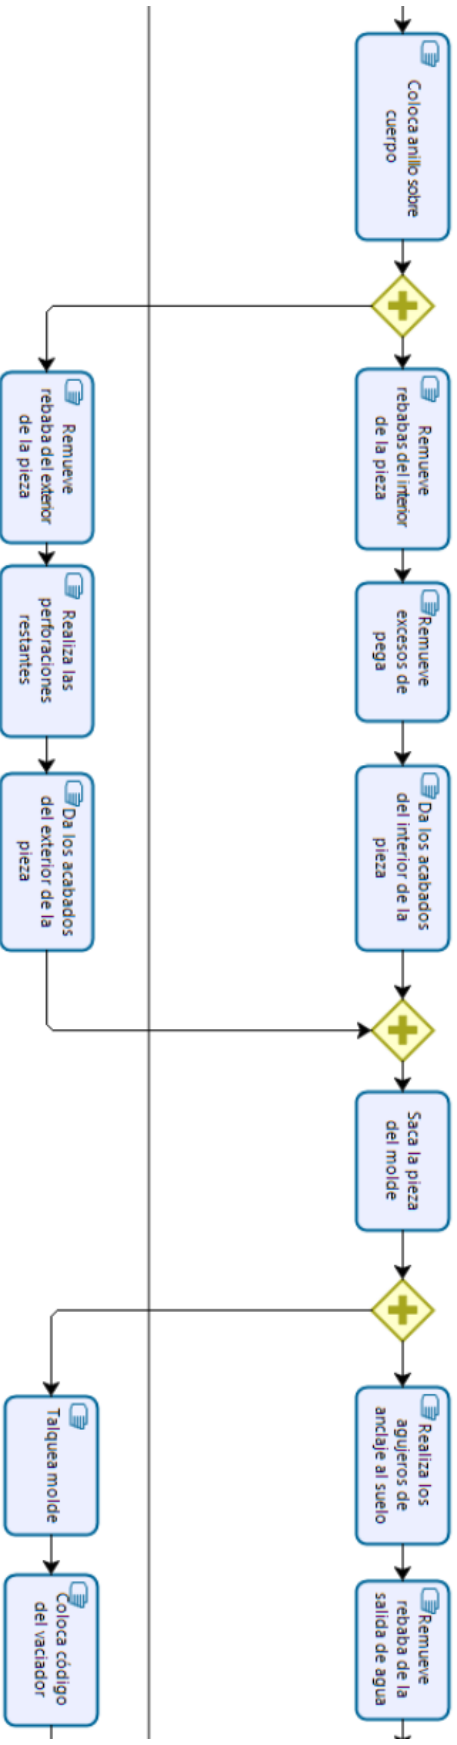 Coloca anillo sobre
cuerpo
Remueve
rebabas del interior
de la pieza
Remueve
excesos de
pega
Da los acabados
del interior de la
pieza
Saca la pieza
del molde
Realiza los
agujeros de
anclaje al suelo
Remueve
rebaba de la
salida de agua
Remueve
rebaba del exterior
de la pieza
Realiza las
perforaciones
restantes
Da los acabados
del exterior de la
pieza
Talquea molde
Coloca código
del vaciador